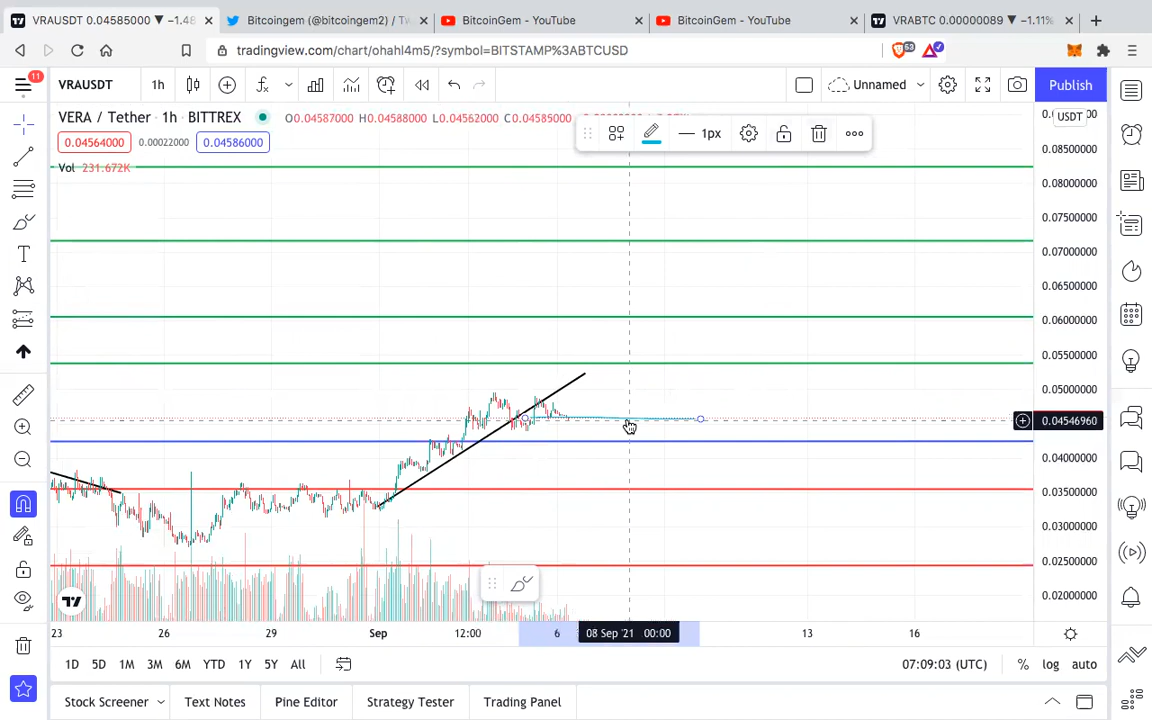 VRAUSDT 0.04585000 ▼ −1.48
Bitcoingem (@bitcoingem2) / Tw
BitcoinGem - YouTube
BitcoinGem - YouTube
VRABTC 0.00000089 ▼ −1.11%
tradingview.com/chart/ohahl4m5/?symbol=BITSTAMP%3ABTCUSD
53
11
VRAUSDT
1h
Unnamed
Publish
VERA / Tether · 1h · BITTREX
O0.04587000 H0.04588000 L0.04562000 C0.04585000
USDT
1px
0.04564000
0.00022000
0.04586000
Vol 231.672K
0.08500000
0.08000000
0.07500000
0.07000000
0.06500000
0.06000000
0.05500000
0.05000000
0.04546960
0.04000000
0.03500000
0.03000000
0.02500000
0.02000000
23
26
29
Sep
12:00
6
08 Sep '21 00:00
13
16
1D
5D
1M
3M
6M
YTD
1Y
5Y
All
07:09:03 (UTC)
%
log
auto
Stock Screener
Text Notes
Pine Editor
Strategy Tester
Trading Panel